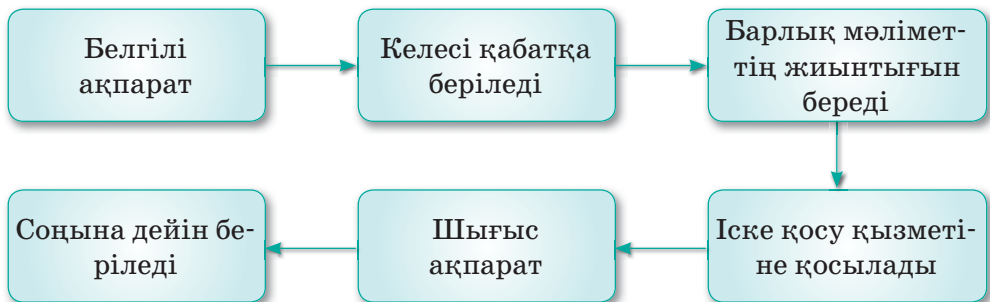 Белгілі
ақпарат
Келесі қабатқа
беріледі
Барлық мәлімет-
тің жиынтығын
береді
Іске қосу қызметі-
не қосылады
Шығыс
ақпарат
Соңына дейін бе-
ріледі